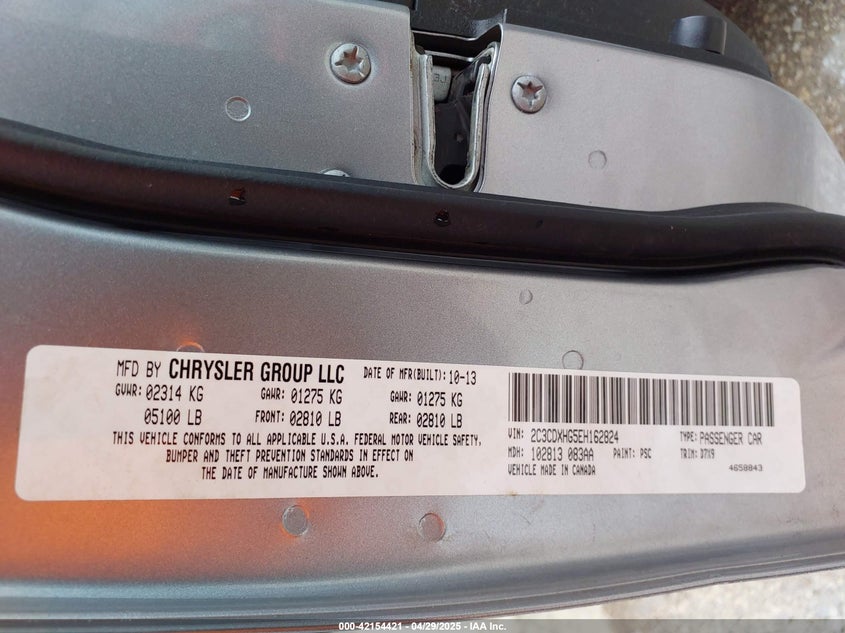 MFD BY CHRYSLER GROUP LLC DATE OF MFR(BUILT): 10-13
GVWR: 02314 KG GAWR: 01275 KG GAWR: 01275 KG
05100 LB FRONT: 02810 LB REAR: 02810 LB
THIS VEHICLE CONFORMS TO ALL APPLICABLE U.S.A. FEDERAL MOTOR VEHICLE SAFETY,
BUMPER AND THEFT PREVENTION STANDARDS IN EFFECT ON
THE DATE OF MANUFACTURE SHOWN ABOVE.
VIN: 2C3CDXHG5EH162824 TYPE: PASSENGER CAR
MDH: 102813 083AA PAINT: PSC TRIM: D7X9
VEHICLE MADE IN CANADA 4658843
000-42154421 - 04/29/2025 - IAA Inc.